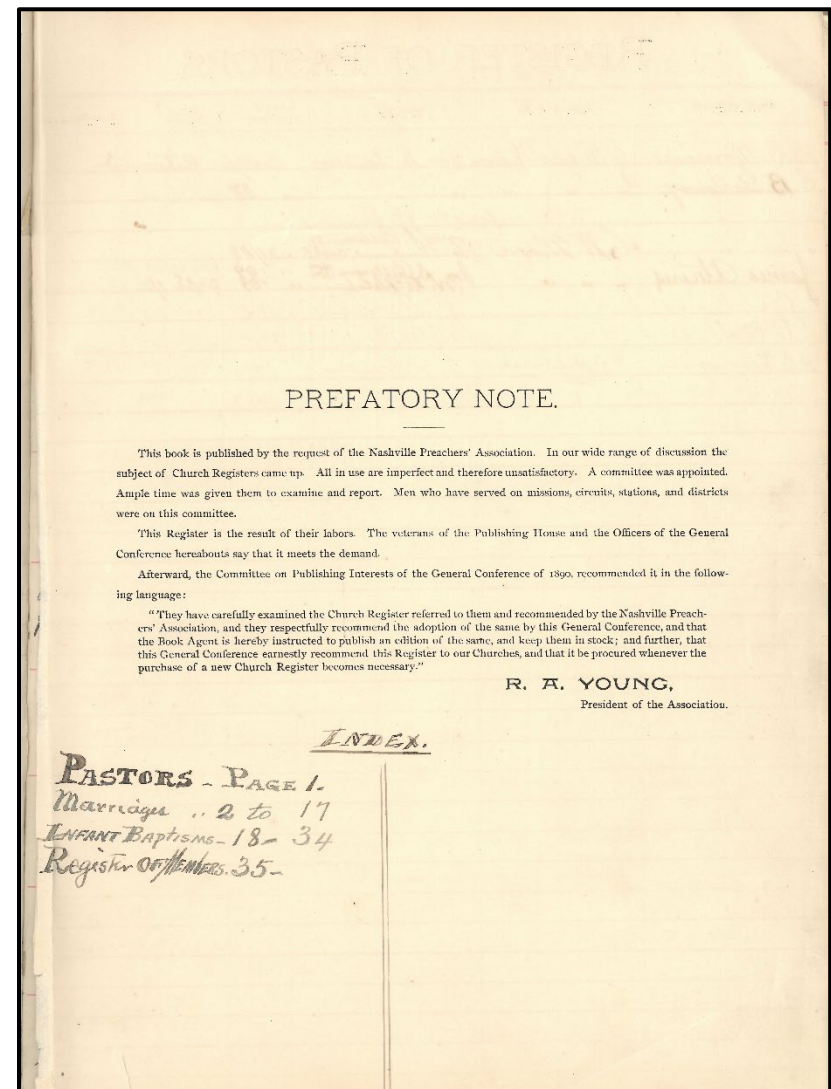 PREFATORY NOTE.
This book is published by the request of the Nashville Preachers' Association. In our wide range of discussion the
subject of Church Registers came up. All in use are imperfect and therefore unsatisfactory. A committee was appointed.
Ample time was given them to examine and report. Men who have served on missions, circuits, stations, and districts
were on this committee.
This Register is the result of their labors. The veterans of the Publishing House and the Officers of the General
Conference hereabouts say that it meets the demand.
Afterward, the Committee on Publishing Interests of the General Conference of 1890, recommended it in the follow-
ing language:
"They have carefully examined the Church Register referred to them and recommended by the Nashville Preach-
ers' Association, and they respectfully recommend the adoption of the same by this General Conference, and that
the Book Agent is hereby instructed to publish an edition of the same, and keep them in stock; and further, that
this General Conference earnestly recommend this Register to our Churches, and that it be procured whenever the
purchase of a new Church Register becomes necessary."
R. A. YOUNG,
President of the Association.
INDEX.
PASTORS - PAGE 1.
Marriages .. 2 to 17
INFANT BAPTISMS - 18 - 34
Register OF MEMBERS. 35 -